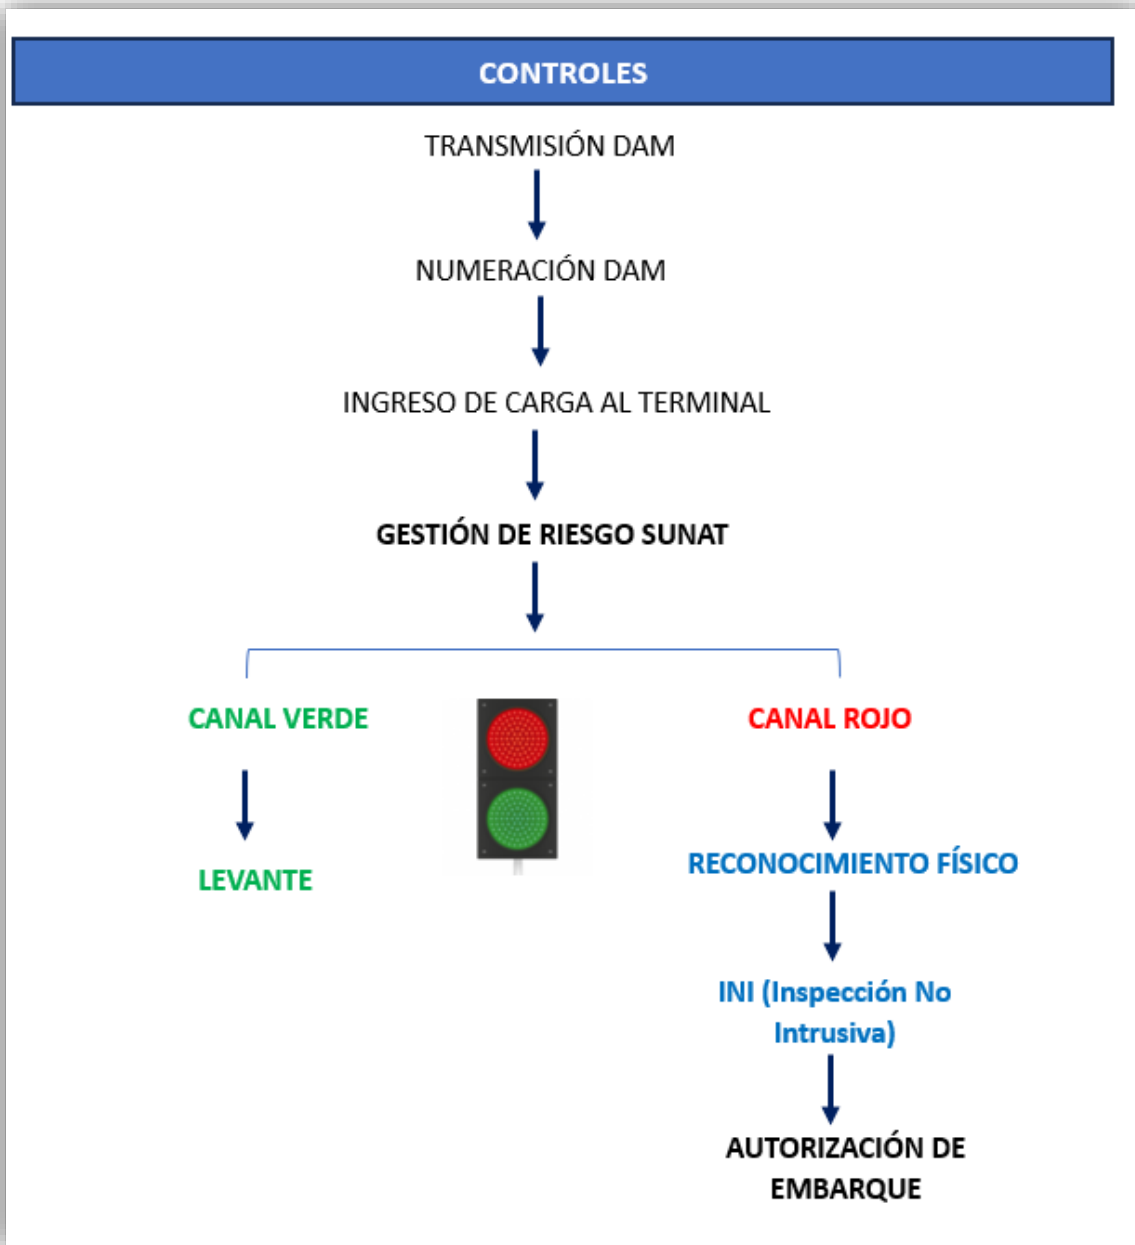 CONTROLES
TRANSMISIÓN DAM
NUMERACIÓN DAM
INGRESO DE CARGA AL TERMINAL
GESTIÓN DE RIESGO SUNAT
CANAL VERDE
CANAL ROJO
LEVANTE
RECONOCIMIENTO FÍSICO
INI (Inspección No
Intrusiva)
AUTORIZACIÓN DE
EMBARQUE